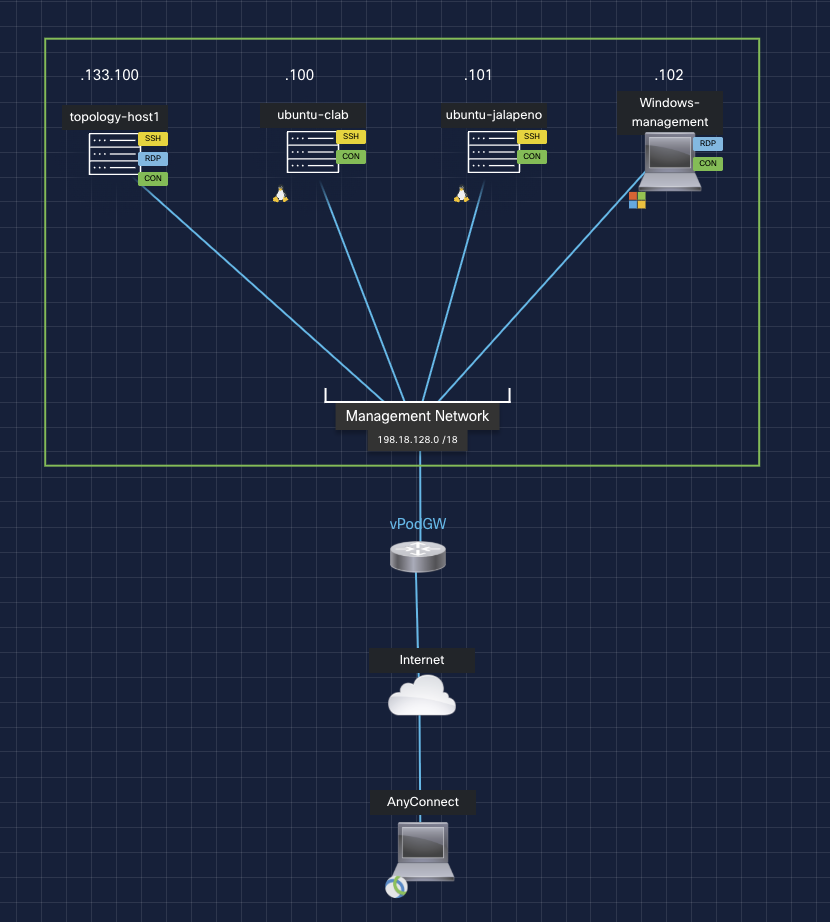 .133.100
.100
.101
.102
topology-host1
ubuntu-clab
ubuntu-jalapeno
Windows-
management
SSH
RDP
CON
SSH
CON
SSH
CON
RDP
CON
Management Network
198.18.128.0 /18
vPodGW
Internet
AnyConnect